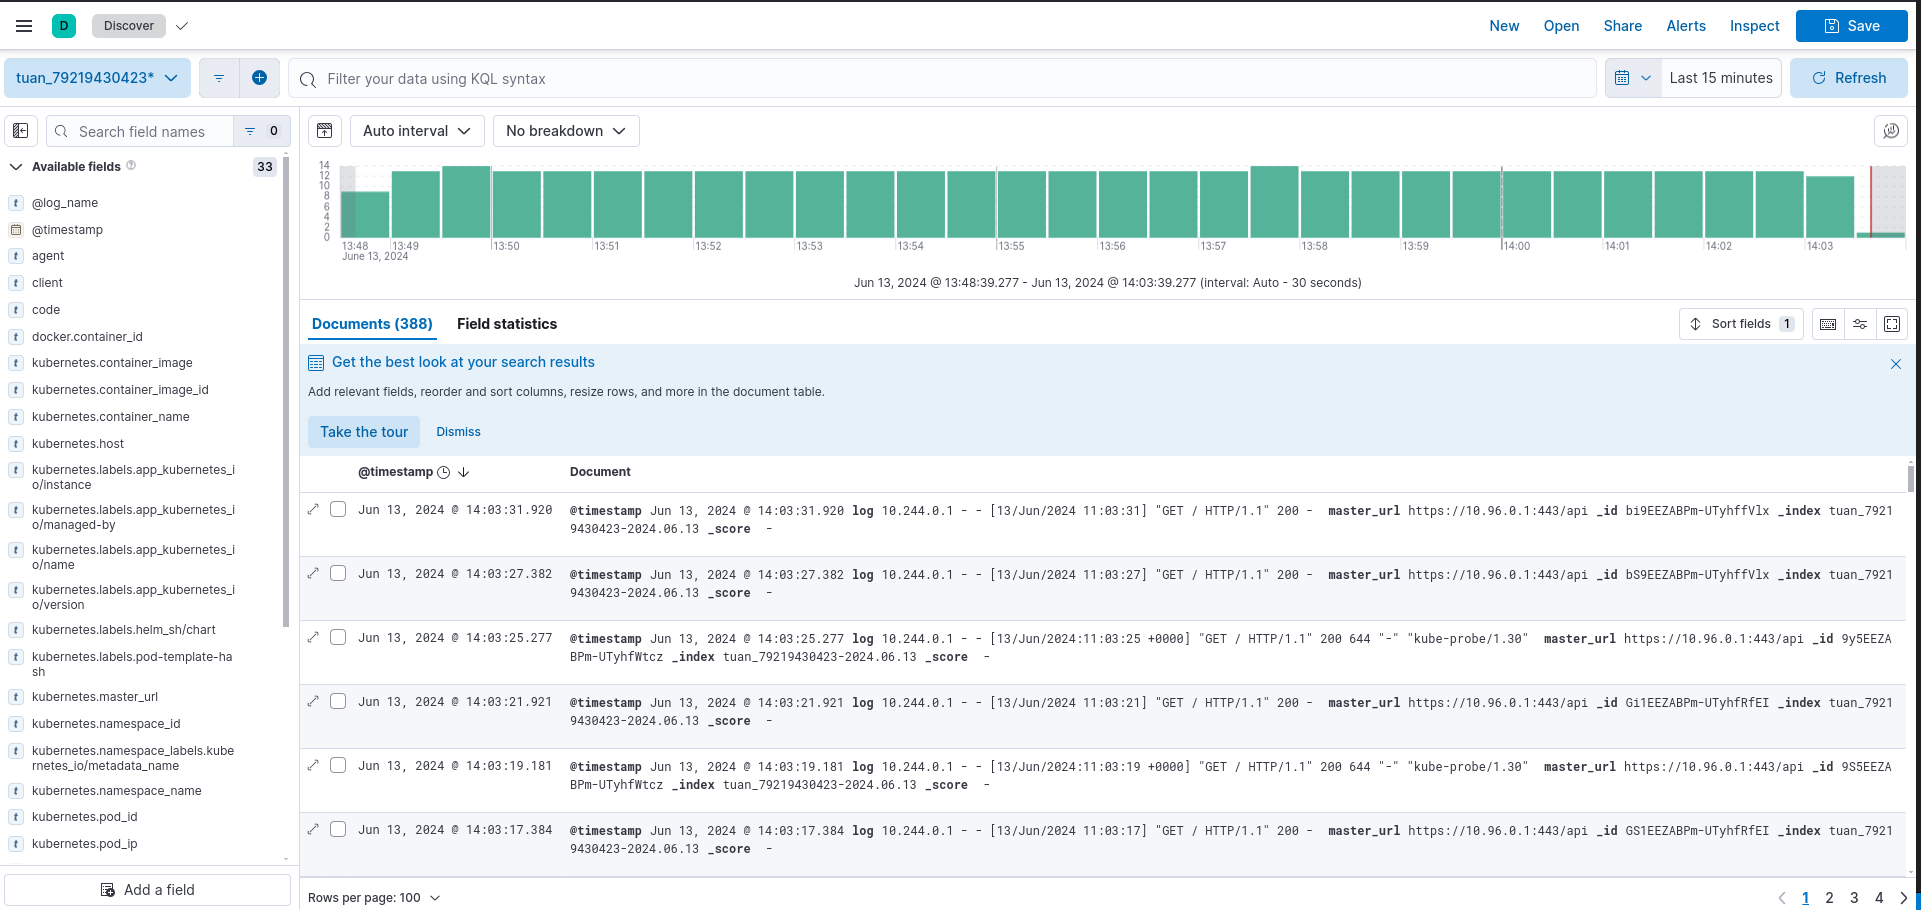 D Discover New Open Share Alerts Inspect Save
tuan_79219430423* Filter your data using KQL syntax Last 15 minutes Refresh
Search field names 0
Auto interval No breakdown
Available fields 33
@log_name
@timestamp
agent
client
code
docker.container_id
kubernetes.container_image
kubernetes.container_image_id
kubernetes.container_name
kubernetes.host
kubernetes.labels.app_kubernetes_i
o/instance
kubernetes.labels.app_kubernetes_i
o/managed-by
kubernetes.labels.app_kubernetes_i
o/name
kubernetes.labels.app_kubernetes_i
o/version
kubernetes.labels.helm_sh/chart
kubernetes.labels.pod-template-ha
sh
kubernetes.master_url
kubernetes.namespace_id
kubernetes.namespace_labels.kube
rnetes_io/metadata_name
kubernetes.namespace_name
kubernetes.pod_id
kubernetes.pod_ip
Add a field
14
12
10
8
6
4
2
0
13:48 13:49 13:50 13:51 13:52 13:53 13:54 13:55 13:56 13:57 13:58 13:59 14:00 14:01 14:02 14:03
June 13, 2024
Jun 13, 2024 @ 13:48:39.277 - Jun 13, 2024 @ 14:03:39.277 (interval: Auto - 30 seconds)
Documents (388) Field statistics Sort fields 1
Get the best look at your search results
Add relevant fields, reorder and sort columns, resize rows, and more in the document table.
Take the tour Dismiss
@timestamp Document
Jun 13, 2024 @ 14:03:31.920 @timestamp Jun 13, 2024 @ 14:03:31.920 log 10.244.0.1 - - [13/Jun/2024 11:03:31] "GET / HTTP/1.1" 200 - master_url https://10.96.0.1:443/api _id bi9EEZABPm-UTyhffVlx _index tuan_7921
9430423-2024.06.13 _score -
Jun 13, 2024 @ 14:03:27.382 @timestamp Jun 13, 2024 @ 14:03:27.382 log 10.244.0.1 - - [13/Jun/2024 11:03:27] "GET / HTTP/1.1" 200 - master_url https://10.96.0.1:443/api _id bS9EEZABPm-UTyhffVlx _index tuan_7921
9430423-2024.06.13 _score -
Jun 13, 2024 @ 14:03:25.277 @timestamp Jun 13, 2024 @ 14:03:25.277 log 10.244.0.1 - - [13/Jun/2024:11:03:25 +0000] "GET / HTTP/1.1" 200 644 "-" "kube-probe/1.30" master_url https://10.96.0.1:443/api _id 9y5EEZA
BPm-UTyhfWtcz _index tuan_79219430423-2024.06.13 _score -
Jun 13, 2024 @ 14:03:21.921 @timestamp Jun 13, 2024 @ 14:03:21.921 log 10.244.0.1 - - [13/Jun/2024 11:03:21] "GET / HTTP/1.1" 200 - master_url https://10.96.0.1:443/api _id Gi1EEZABPm-UTyhfRfEI _index tuan_7921
9430423-2024.06.13 _score -
Jun 13, 2024 @ 14:03:19.181 @timestamp Jun 13, 2024 @ 14:03:19.181 log 10.244.0.1 - - [13/Jun/2024:11:03:19 +0000] "GET / HTTP/1.1" 200 644 "-" "kube-probe/1.30" master_url https://10.96.0.1:443/api _id 9S5EEZA
BPm-UTyhfWtcz _index tuan_79219430423-2024.06.13 _score -
Jun 13, 2024 @ 14:03:17.384 @timestamp Jun 13, 2024 @ 14:03:17.384 log 10.244.0.1 - - [13/Jun/2024 11:03:17] "GET / HTTP/1.1" 200 - master_url https://10.96.0.1:443/api _id GS1EEZABPm-UTyhfRfEI _index tuan_7921
9430423-2024.06.13 _score -
Rows per page: 100 1 2 3 4